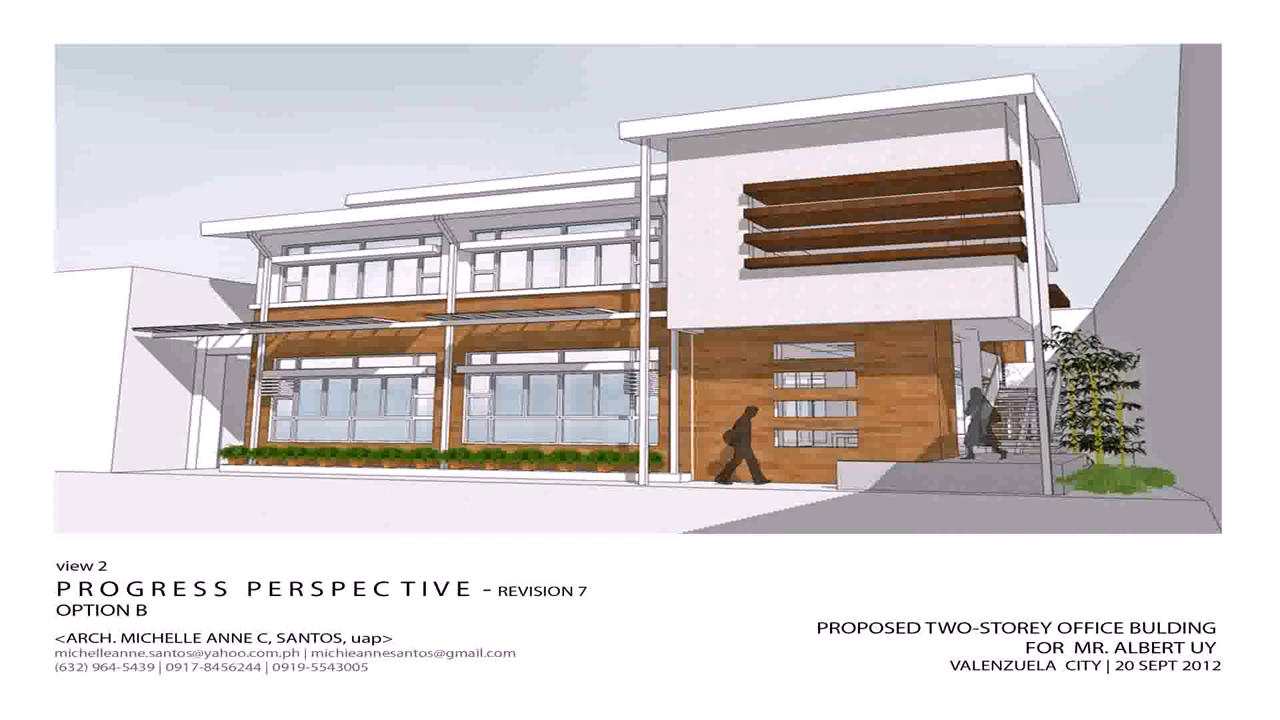 view 2
PROGRESS PERSPECTIVE - REVISION 7
OPTION B
<ARCH. MICHELLE ANNE C, SANTOS, uap>
michelleanne.santos@yahoo.com.ph | michieannesantos@gmail.com
(632) 964-5439 | 0917-8456244 | 0919-5543005
PROPOSED TWO-STOREY OFFICE BULDING
FOR MR. ALBERT UY
VALENZUELA CITY | 20 SEPT 2012